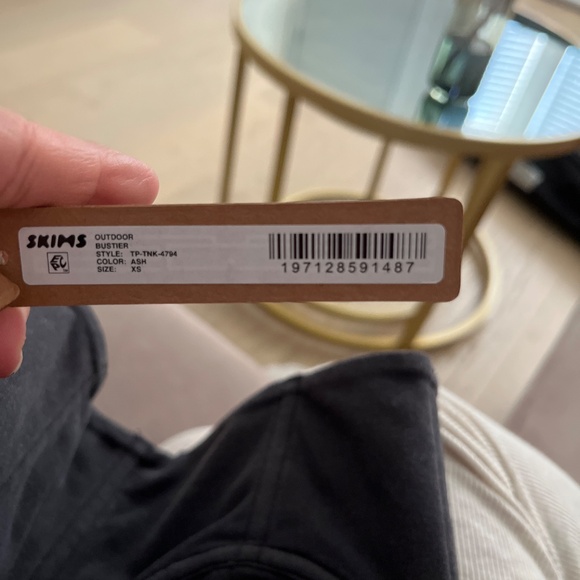 SKIMS
OUTDOOR
BUSTIER
STYLE: TP-TNK-4794
COLOR: ASH
SIZE: XS
197128591487